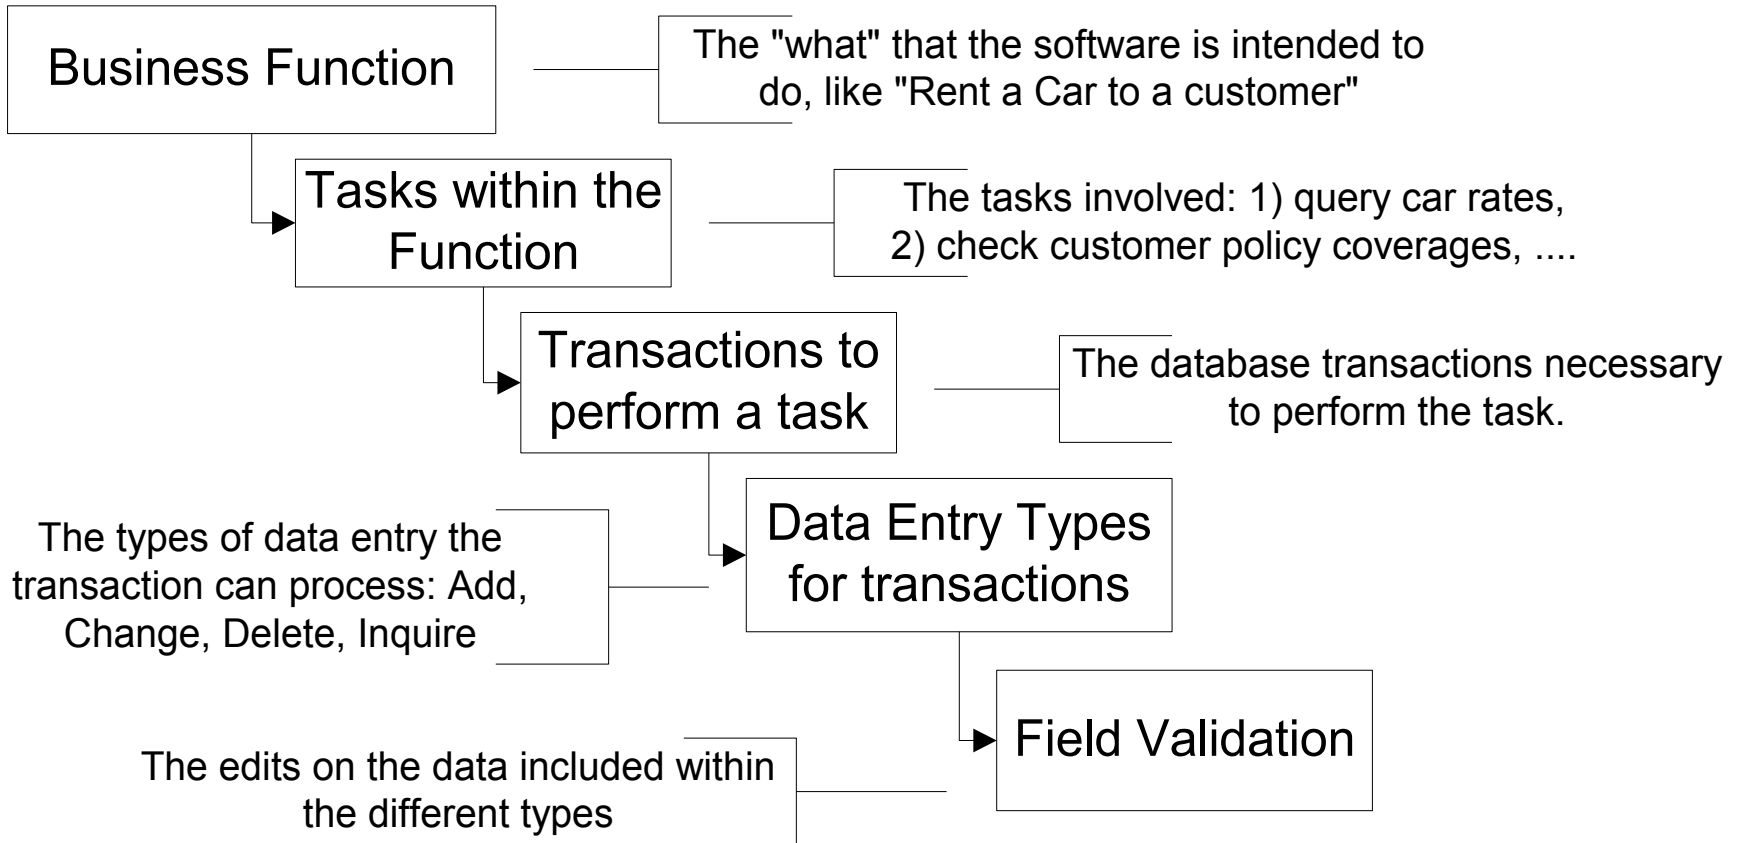 Business Function
The "what" that the software is intended to
do, like "Rent a Car to a customer"
Tasks within the
Function
The tasks involved: 1) query car rates,
2) check customer policy coverages, ....
Transactions to
perform a task
The database transactions necessary
to perform the task.
Data Entry Types
for transactions
The types of data entry the
transaction can process: Add,
Change, Delete, Inquire
Field Validation
The edits on the data included within
the different types